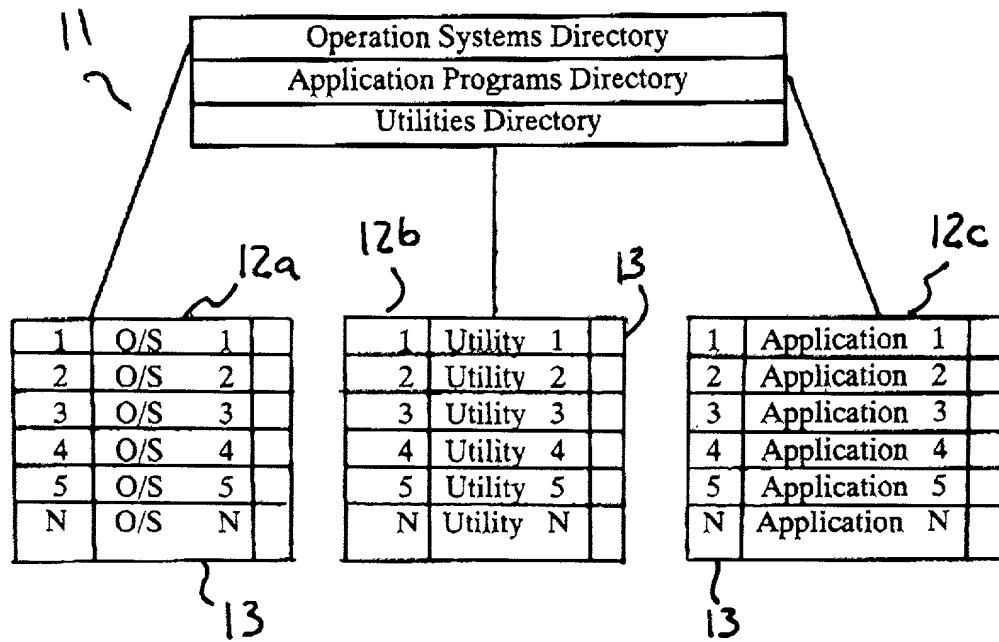 11
Operation Systems Directory
Application Programs Directory
Utilities Directory
12a
12b
13
12c
1 O/S 1
2 O/S 2
3 O/S 3
4 O/S 4
5 O/S 5
N O/S N
1 Utility 1
2 Utility 2
3 Utility 3
4 Utility 4
5 Utility 5
N Utility N
1 Application 1
2 Application 2
3 Application 3
4 Application 4
5 Application 5
N Application N
13
13